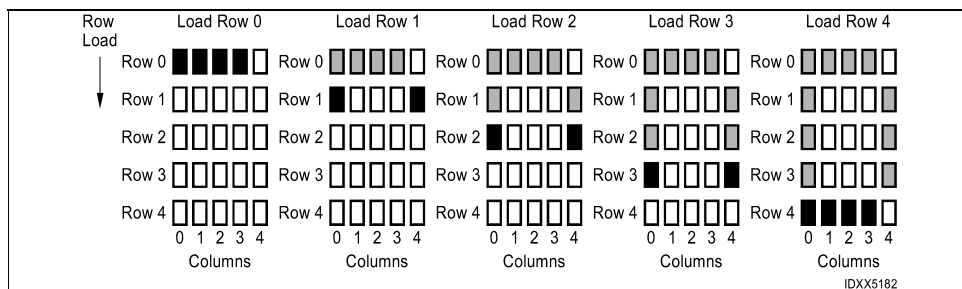 Row Load
Load Row 0
Load Row 1
Load Row 2
Load Row 3
Load Row 4
Row 0 Row 0 Row 0 Row 0 Row 0
Row 1 Row 1 Row 1 Row 1 Row 1
Row 2 Row 2 Row 2 Row 2 Row 2
Row 3 Row 3 Row 3 Row 3 Row 3
Row 4 Row 4 Row 4 Row 4 Row 4
0 1 2 3 4 0 1 2 3 4 0 1 2 3 4 0 1 2 3 4 0 1 2 3 4
Columns Columns Columns Columns Columns
IDXX5182